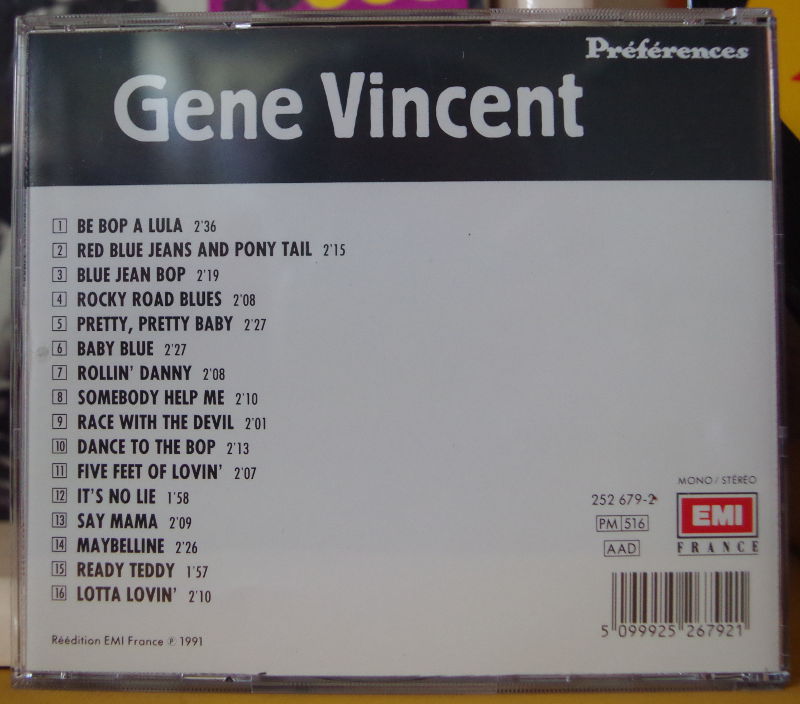 Préférences
Gene Vincent
1 BE BOP A LULA 2'36
2 RED BLUE JEANS AND PONY TAIL 2'15
3 BLUE JEAN BOP 2'19
4 ROCKY ROAD BLUES 2'08
5 PRETTY, PRETTY BABY 2'27
6 BABY BLUE 2'27
7 ROLLIN' DANNY 2'08
8 SOMEBODY HELP ME 2'10
9 RACE WITH THE DEVIL 2'01
10 DANCE TO THE BOP 2'13
11 FIVE FEET OF LOVIN' 2'07
12 IT'S NO LIE 1'58
13 SAY MAMA 2'09
14 MAYBELLINE 2'26
15 READY TEDDY 1'57
16 LOTTA LOVIN' 2'10
Réédition EMI France ℗ 1991
MONO / STÉRÉO
252 679-2
PM 516
AAD
EMI
FRANCE
5 099925 267921